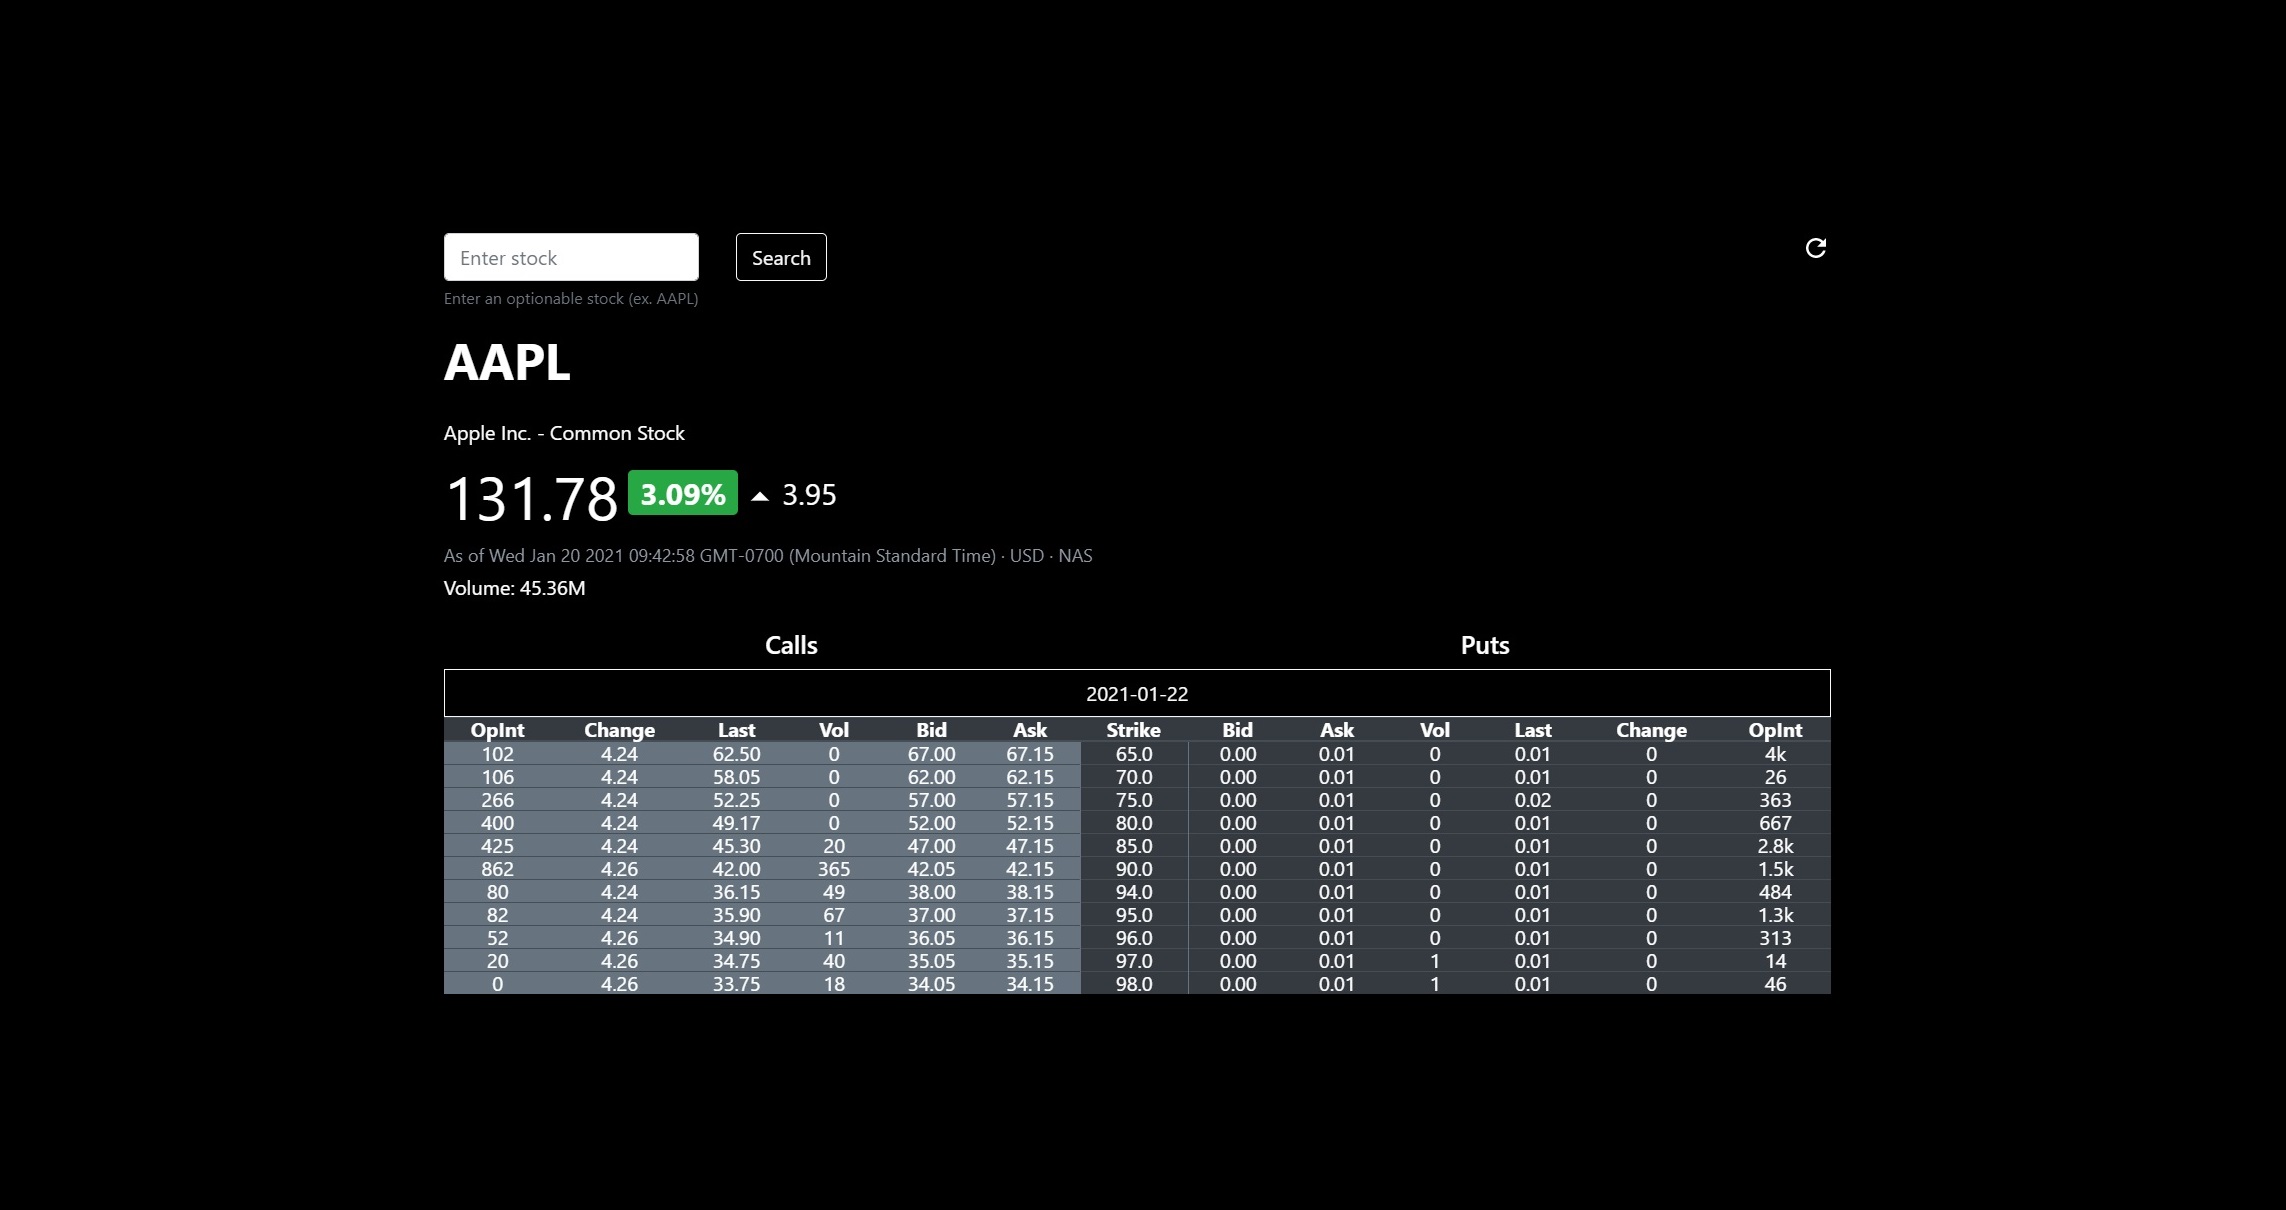 Enter stock Search
Enter an optionable stock (ex. AAPL)
AAPL
Apple Inc. - Common Stock
131.78 3.09% 3.95
As of Wed Jan 20 2021 09:42:58 GMT-0700 (Mountain Standard Time) · USD · NAS
Volume: 45.36M
Calls Puts
2021-01-22
OpInt Change Last Vol Bid Ask Strike Bid Ask Vol Last Change OpInt
102 4.24 62.50 0 67.00 67.15 65.0 0.00 0.01 0 0.01 0 4k
106 4.24 58.05 0 62.00 62.15 70.0 0.00 0.01 0 0.01 0 26
266 4.24 52.25 0 57.00 57.15 75.0 0.00 0.01 0 0.02 0 363
400 4.24 49.17 0 52.00 52.15 80.0 0.00 0.01 0 0.01 0 667
425 4.24 45.30 20 47.00 47.15 85.0 0.00 0.01 0 0.01 0 2.8k
862 4.26 42.00 365 42.05 42.15 90.0 0.00 0.01 0 0.01 0 1.5k
80 4.24 36.15 49 38.00 38.15 94.0 0.00 0.01 0 0.01 0 484
82 4.24 35.90 67 37.00 37.15 95.0 0.00 0.01 0 0.01 0 1.3k
52 4.26 34.90 11 36.05 36.15 96.0 0.00 0.01 0 0.01 0 313
20 4.26 34.75 40 35.05 35.15 97.0 0.00 0.01 1 0.01 0 14
0 4.26 33.75 18 34.05 34.15 98.0 0.00 0.01 1 0.01 0 46